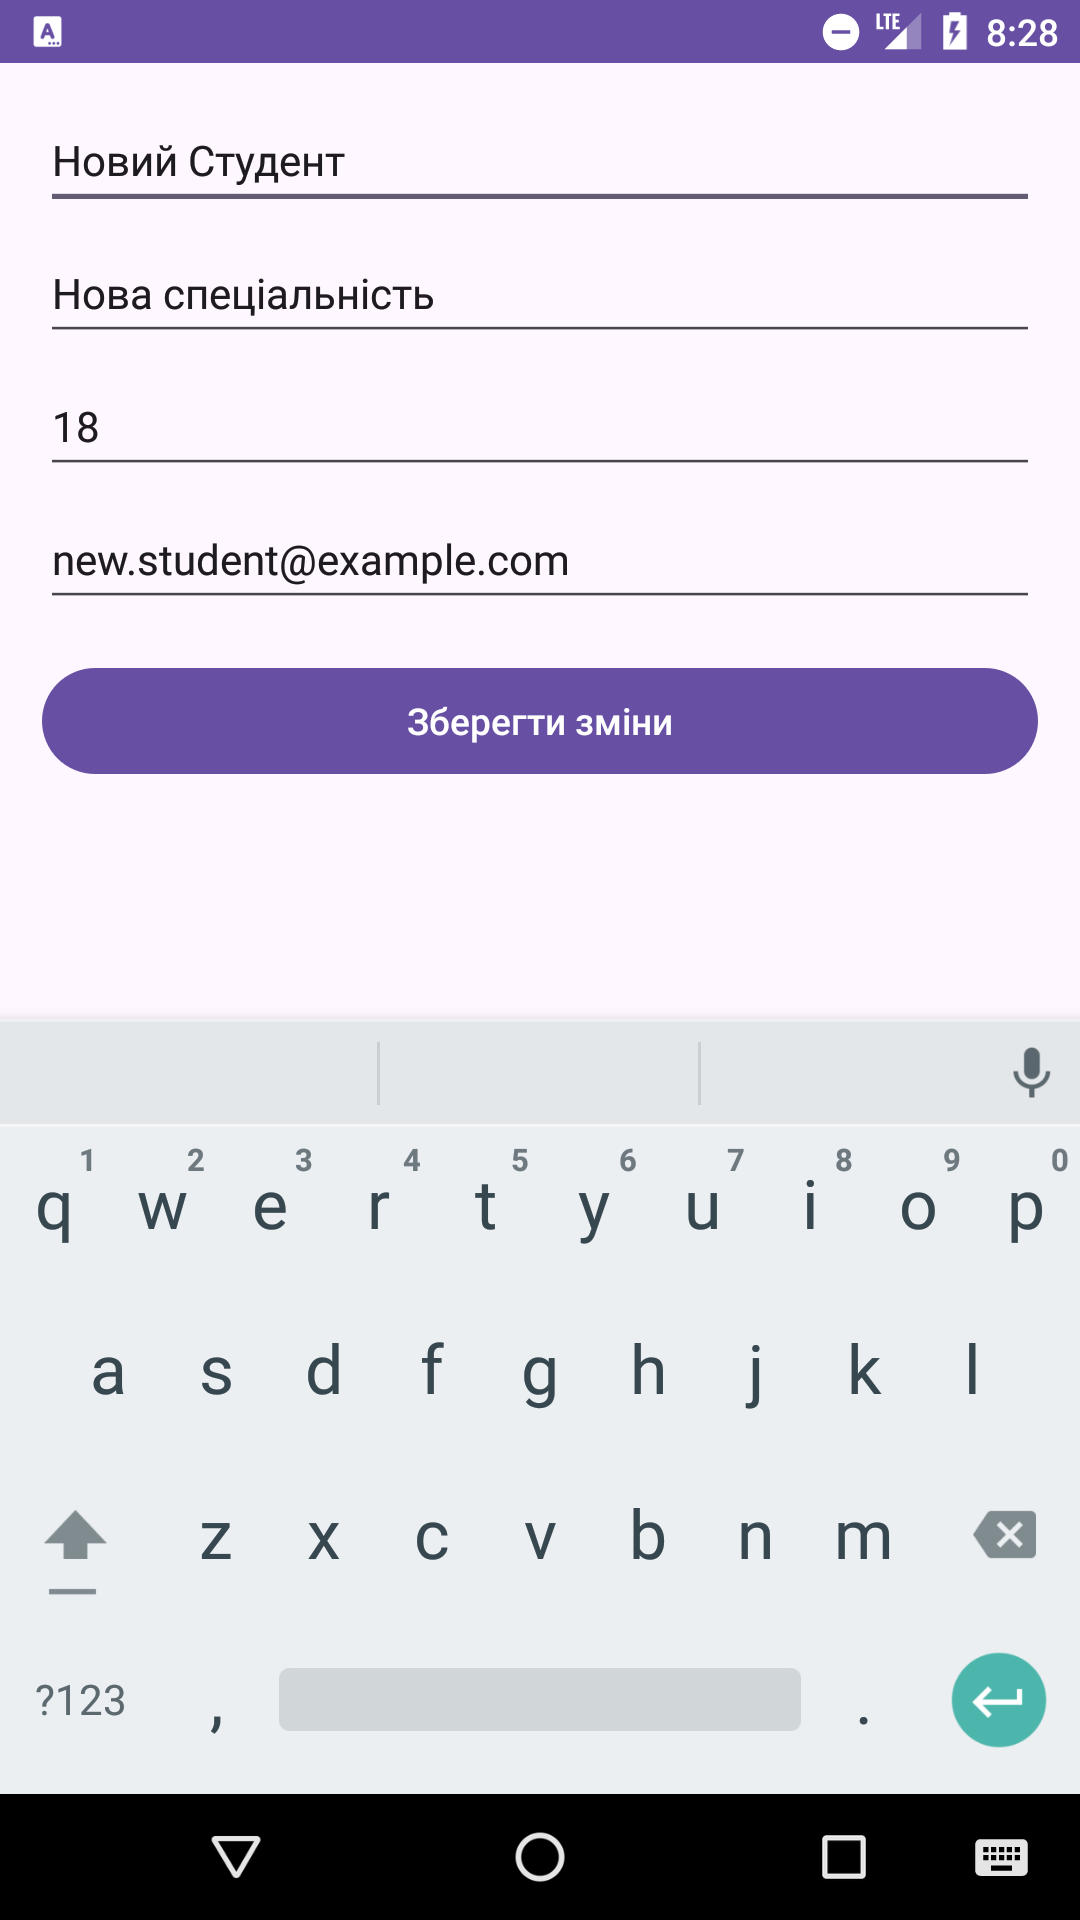 A
LTE
8:28
Новий Студент
Нова спеціальність
18
new.student@example.com
Зберегти зміни
1 2 3 4 5 6 7 8 9 0
q w e r t y u i o p
a s d f g h j k l
z x c v b n m
?123 , .